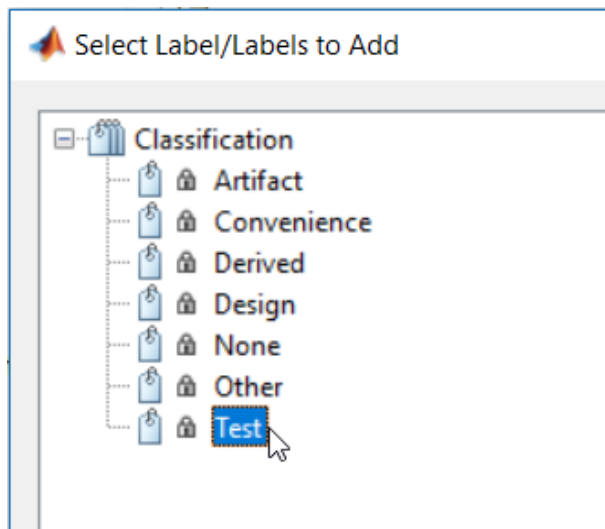 Select Label/Labels to Add
Classification
Artifact
Convenience
Derived
Design
None
Other
Test